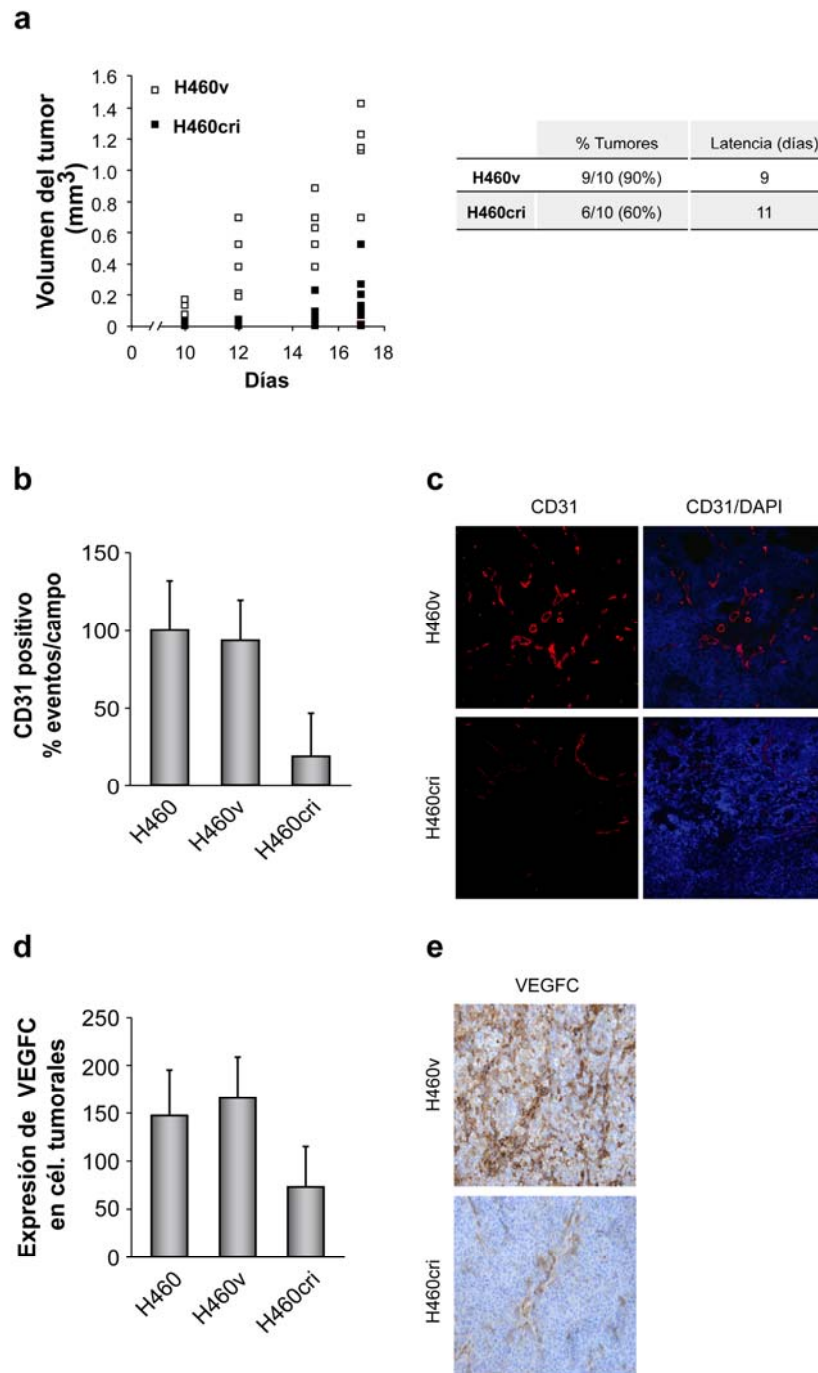 a
Volumen del tumor
(mm3)
1.6
1.4
1.2
1.0
0.8
0.6
0.4
0.2
0
H460v
H460cri
0 10 12 14 16 18
Días
% Tumores Latencia (días)
H460v 9/10 (90%) 9
H460cri 6/10 (60%) 11
b
CD31 positivo
% eventos/campo
150
100
50
0
H460 H460v H460cri
c
CD31 CD31/DAPI
H460v
H460cri
d
Expresión de VEGFC
en cél. tumorales
250
200
150
100
50
0
H460 H460v H460cri
e
VEGFC
H460v
H460cri